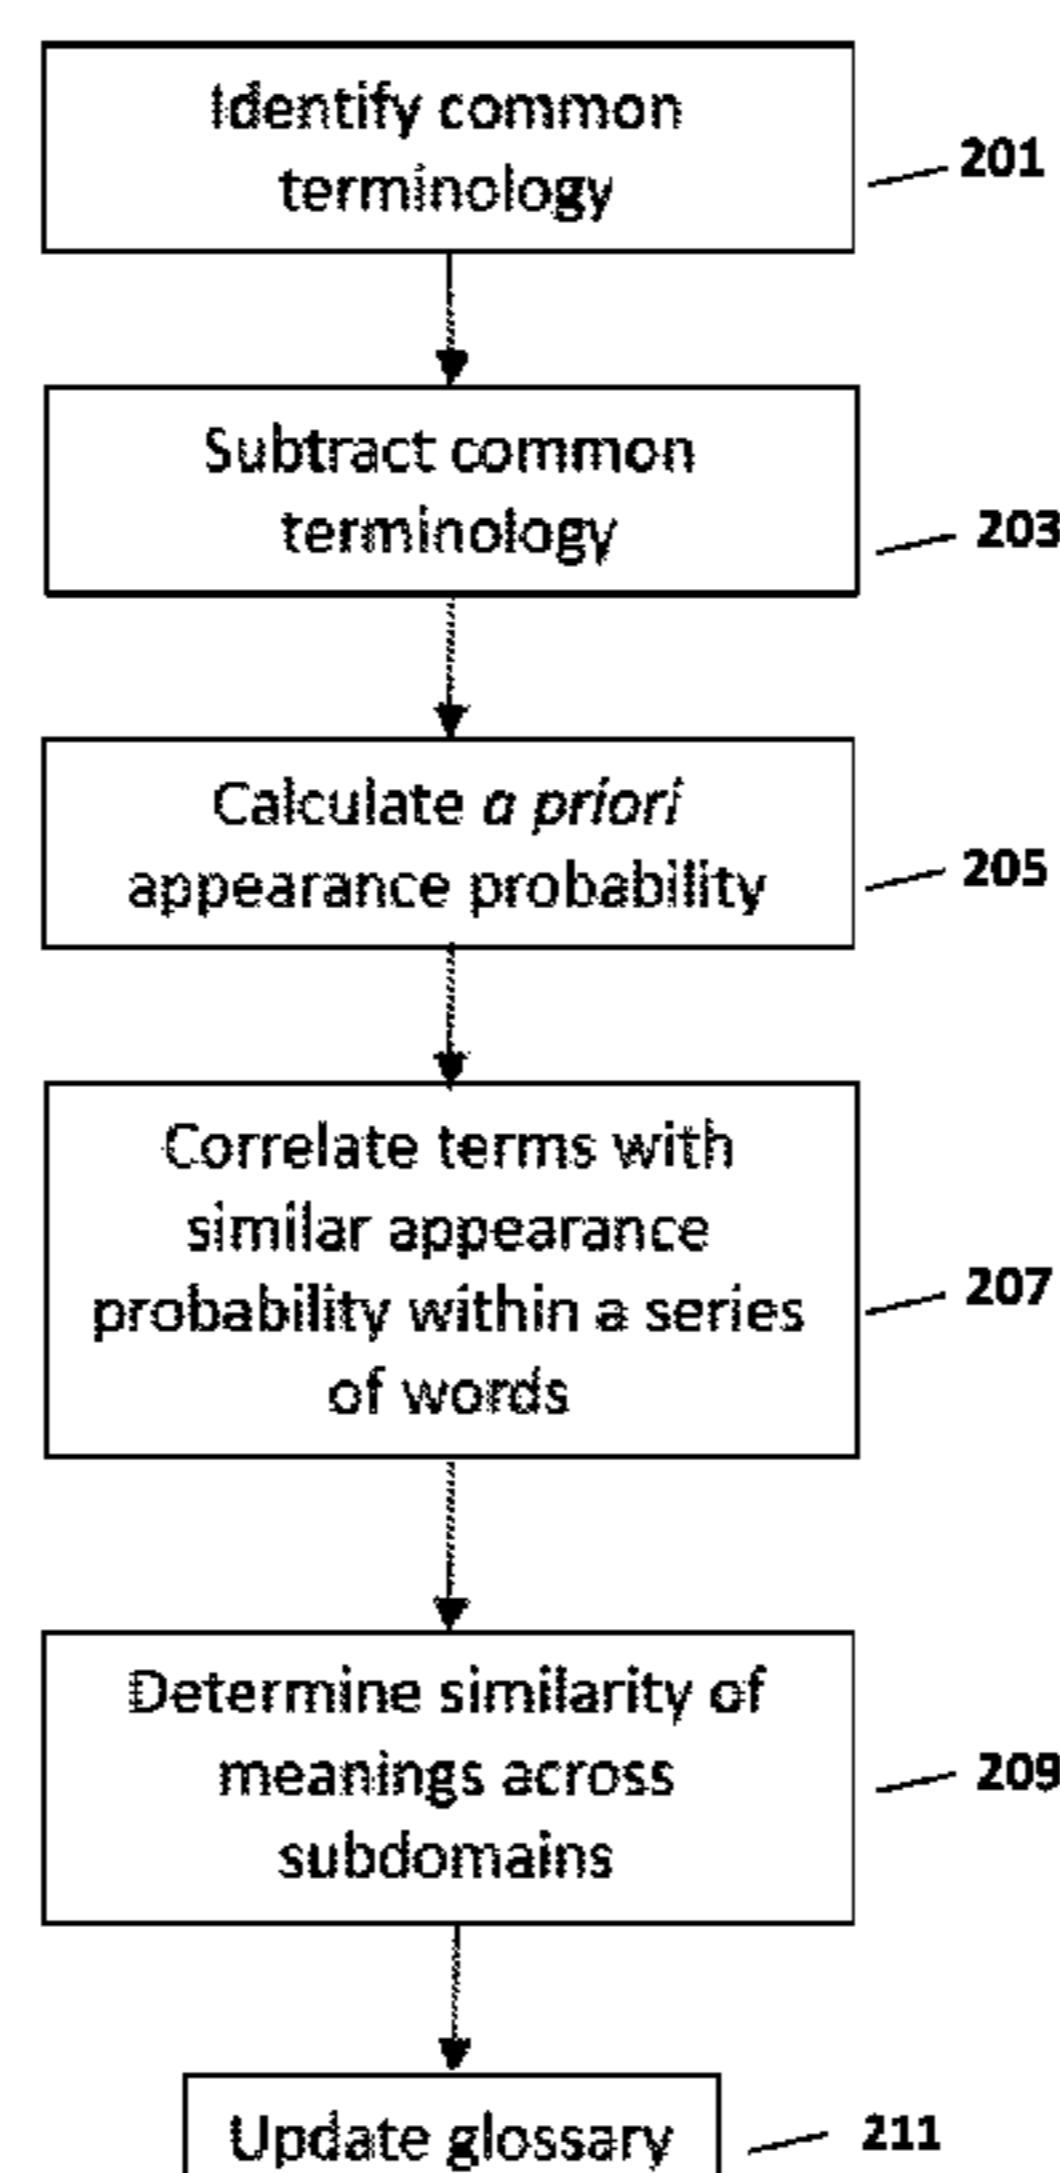 Identify common
terminology
201
Subtract common
terminology
203
Calculate a priori
appearance probability
205
Correlate terms with
similar appearance
probability within a series
of words
207
Determine similarity of
meanings across
subdomains
209
Update glossary
211